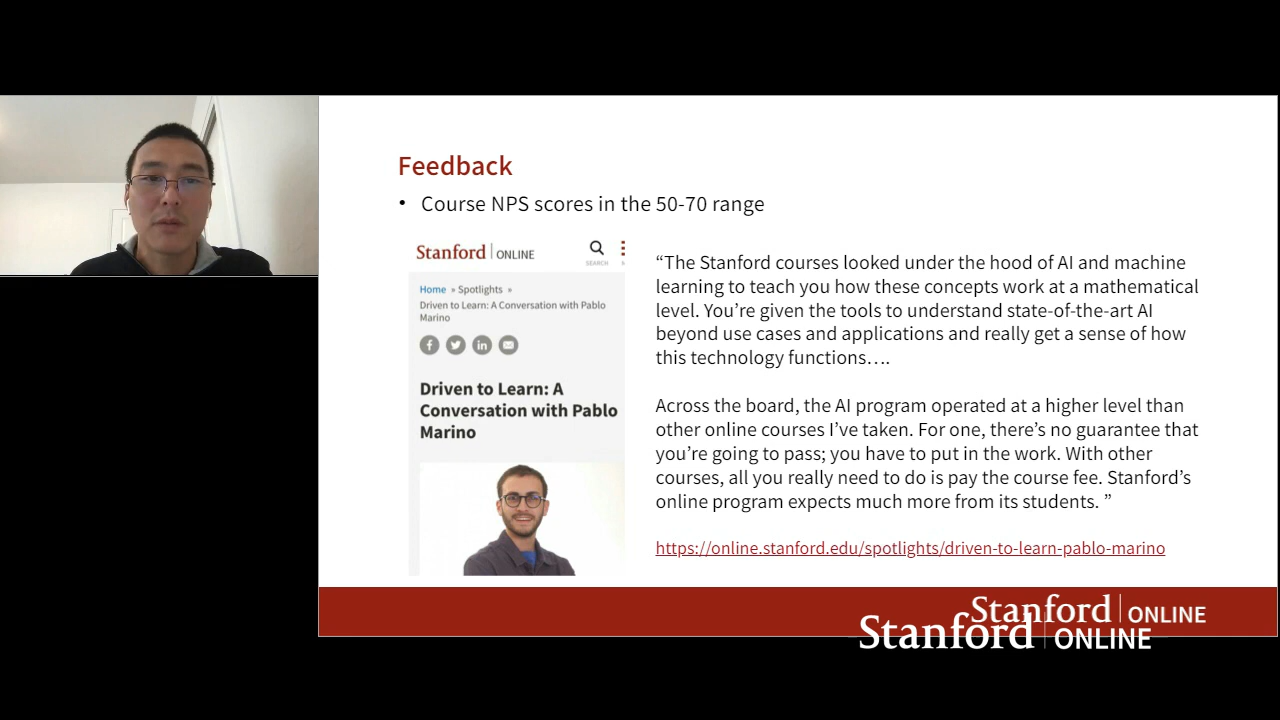 Feedback
• Course NPS scores in the 50-70 range
Stanford | ONLINE
SEARCH
Home » Spotlights »
Driven to Learn: A Conversation with Pablo
Marino
Driven to Learn: A
Conversation with Pablo
Marino
“The Stanford courses looked under the hood of AI and machine
learning to teach you how these concepts work at a mathematical
level. You’re given the tools to understand state-of-the-art AI
beyond use cases and applications and really get a sense of how
this technology functions….
Across the board, the AI program operated at a higher level than
other online courses I’ve taken. For one, there’s no guarantee that
you’re going to pass; you have to put in the work. With other
courses, all you really need to do is pay the course fee. Stanford’s
online program expects much more from its students. ”
https://online.stanford.edu/spotlights/driven-to-learn-pablo-marino
Stanford | ONLINE
Stanford | ONLINE